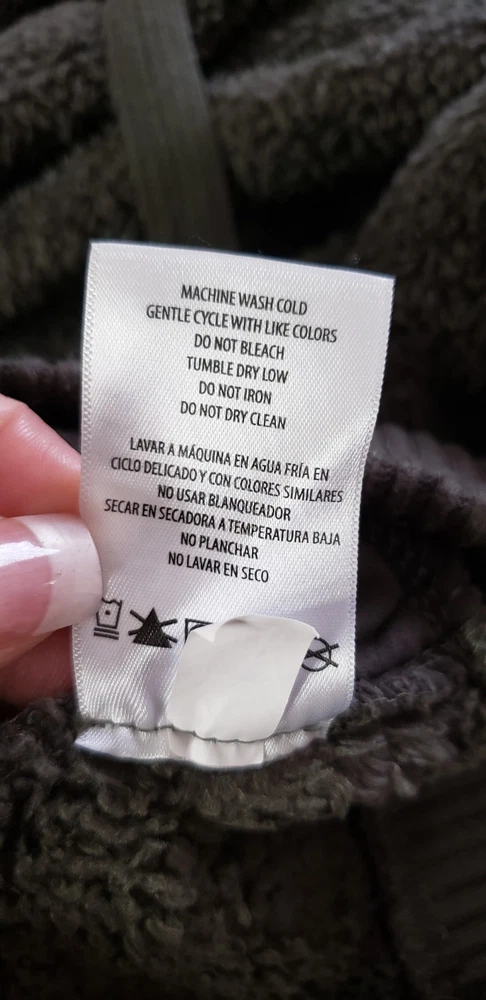 MACHINE WASH COLD
GENTLE CYCLE WITH LIKE COLORS
DO NOT BLEACH
TUMBLE DRY LOW
DO NOT IRON
DO NOT DRY CLEAN
LAVAR A MÁQUINA EN AGUA FRÍA EN
CICLO DELICADO Y CON COLORES SIMILARES
NO USAR BLANQUEADOR
SECAR EN SECADORA A TEMPERATURA BAJA
NO PLANCHAR
NO LAVAR EN SECO